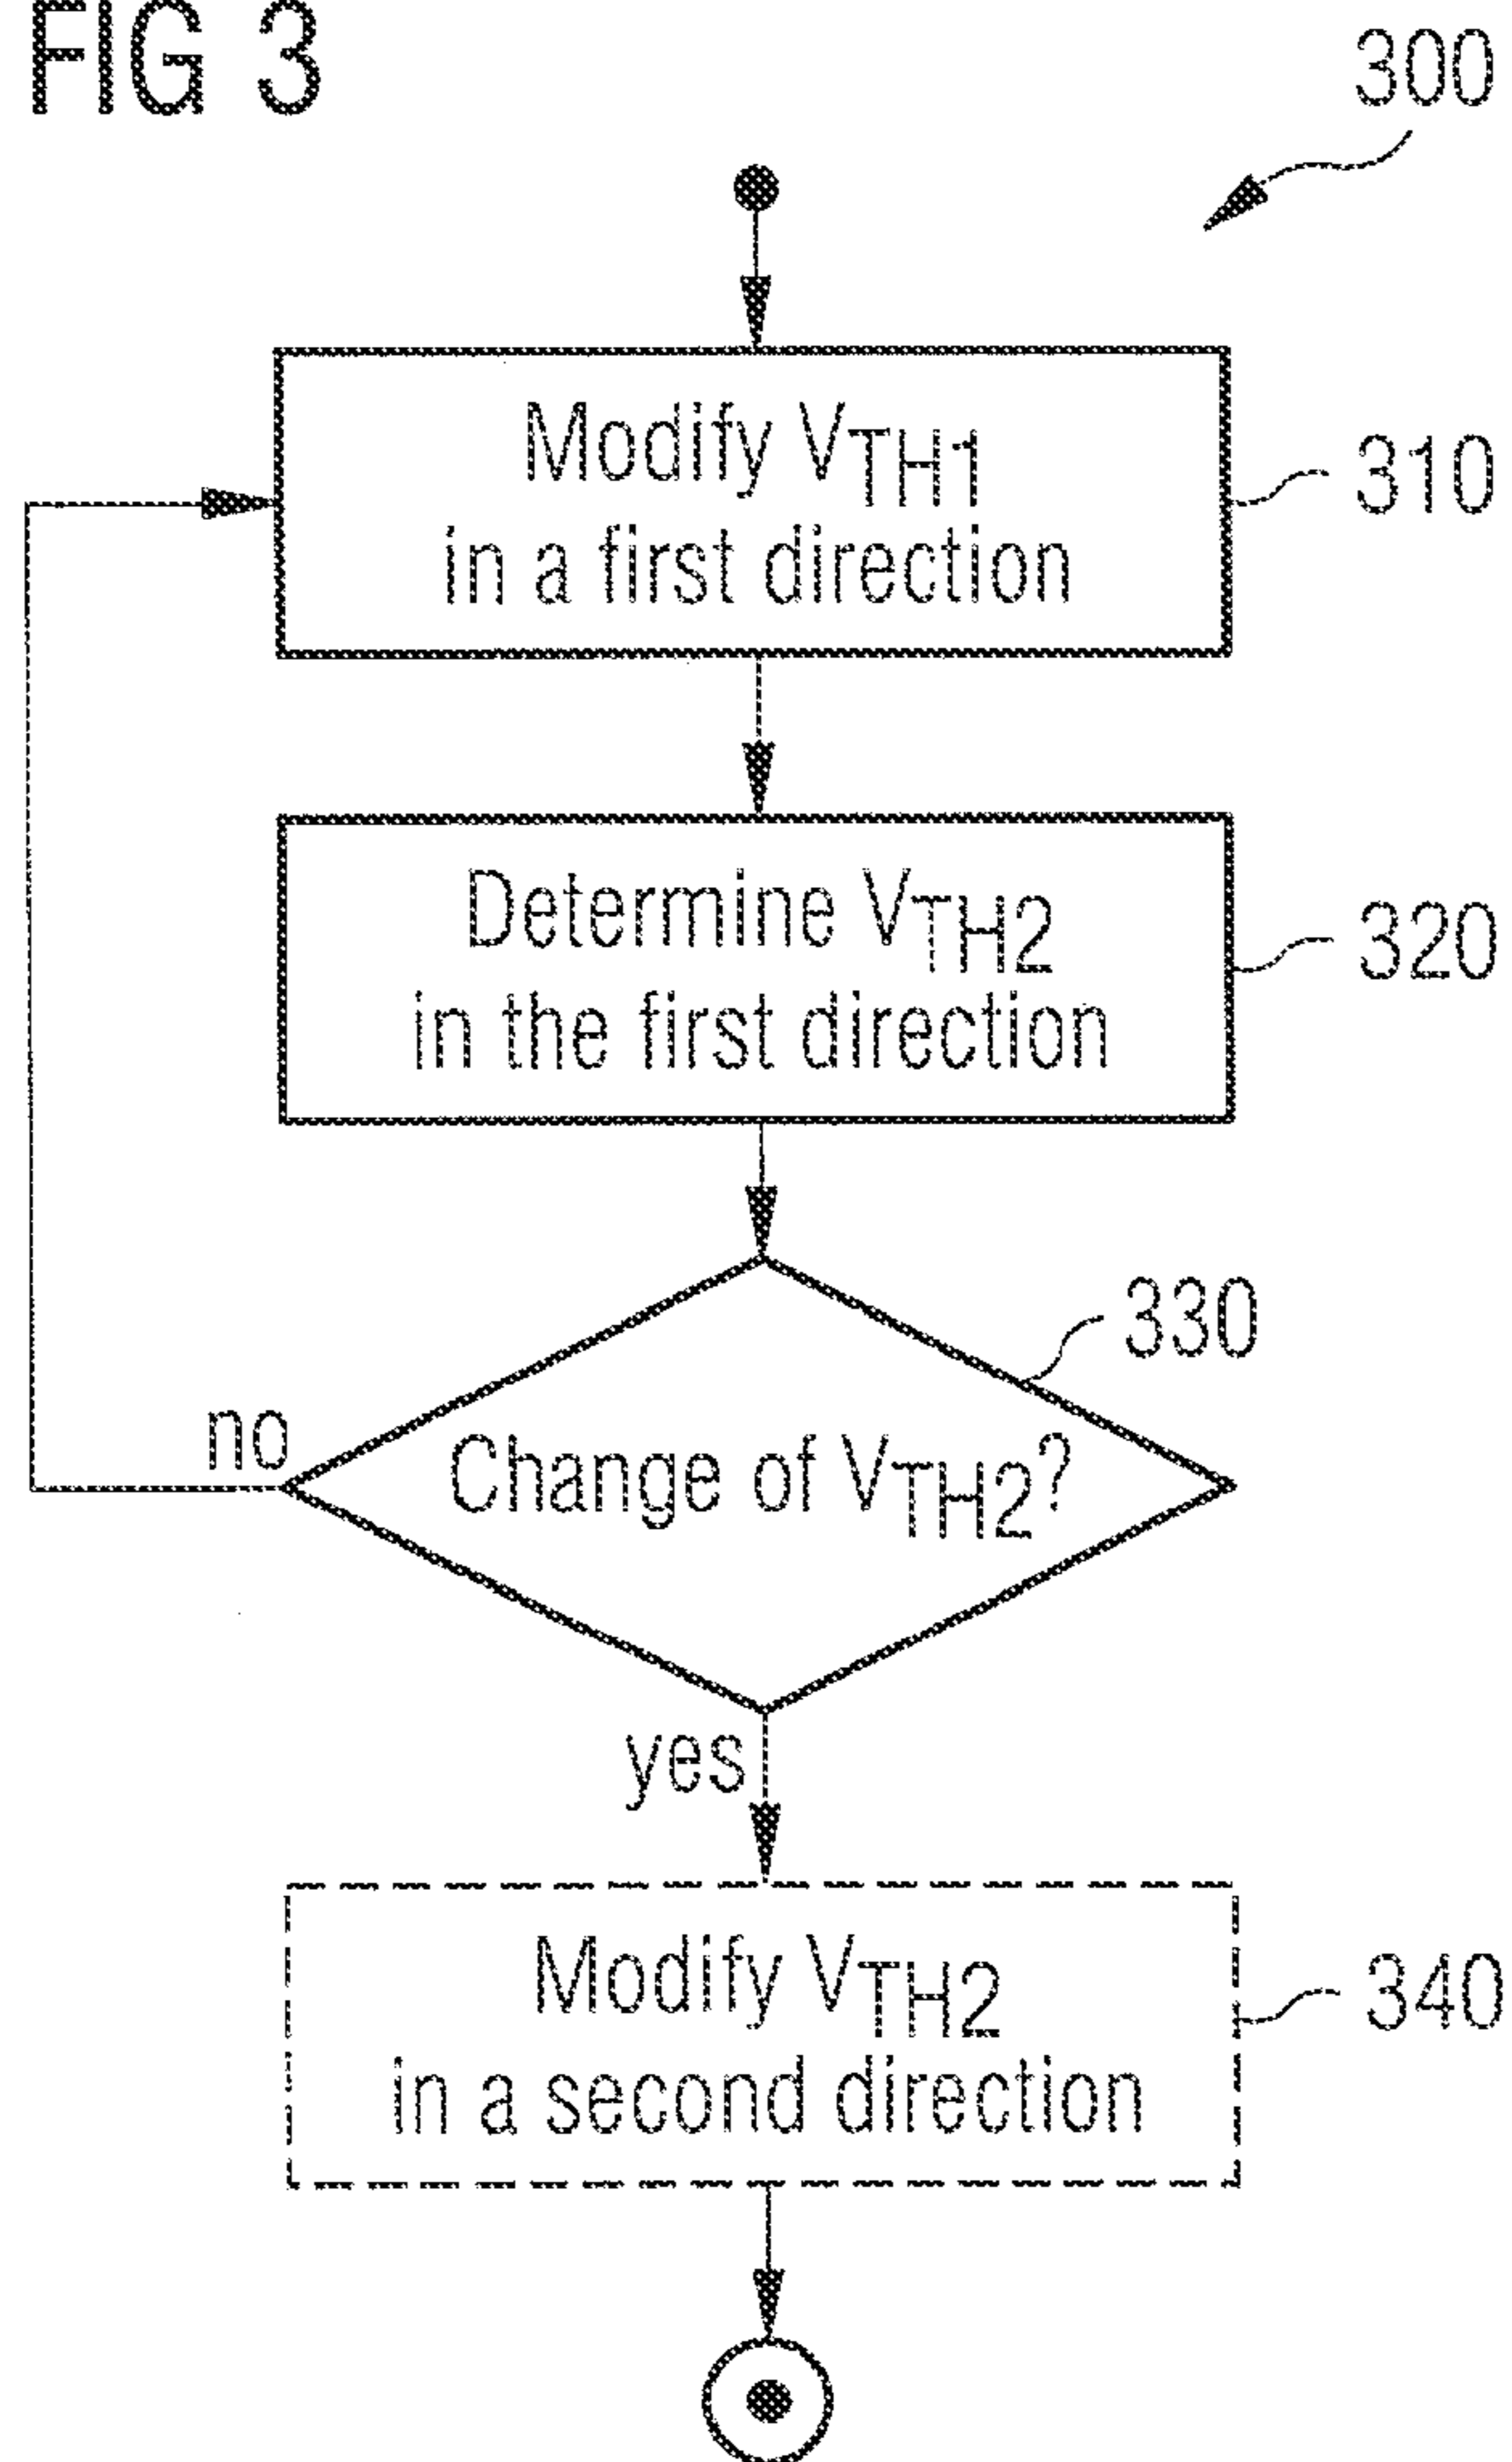 FIG 3
300
Modify VTH1
in a first direction
310
Determine VTH2
in the first direction
320
330
Change of VTH2?
no
yes
Modify VTH2
in a second direction
340